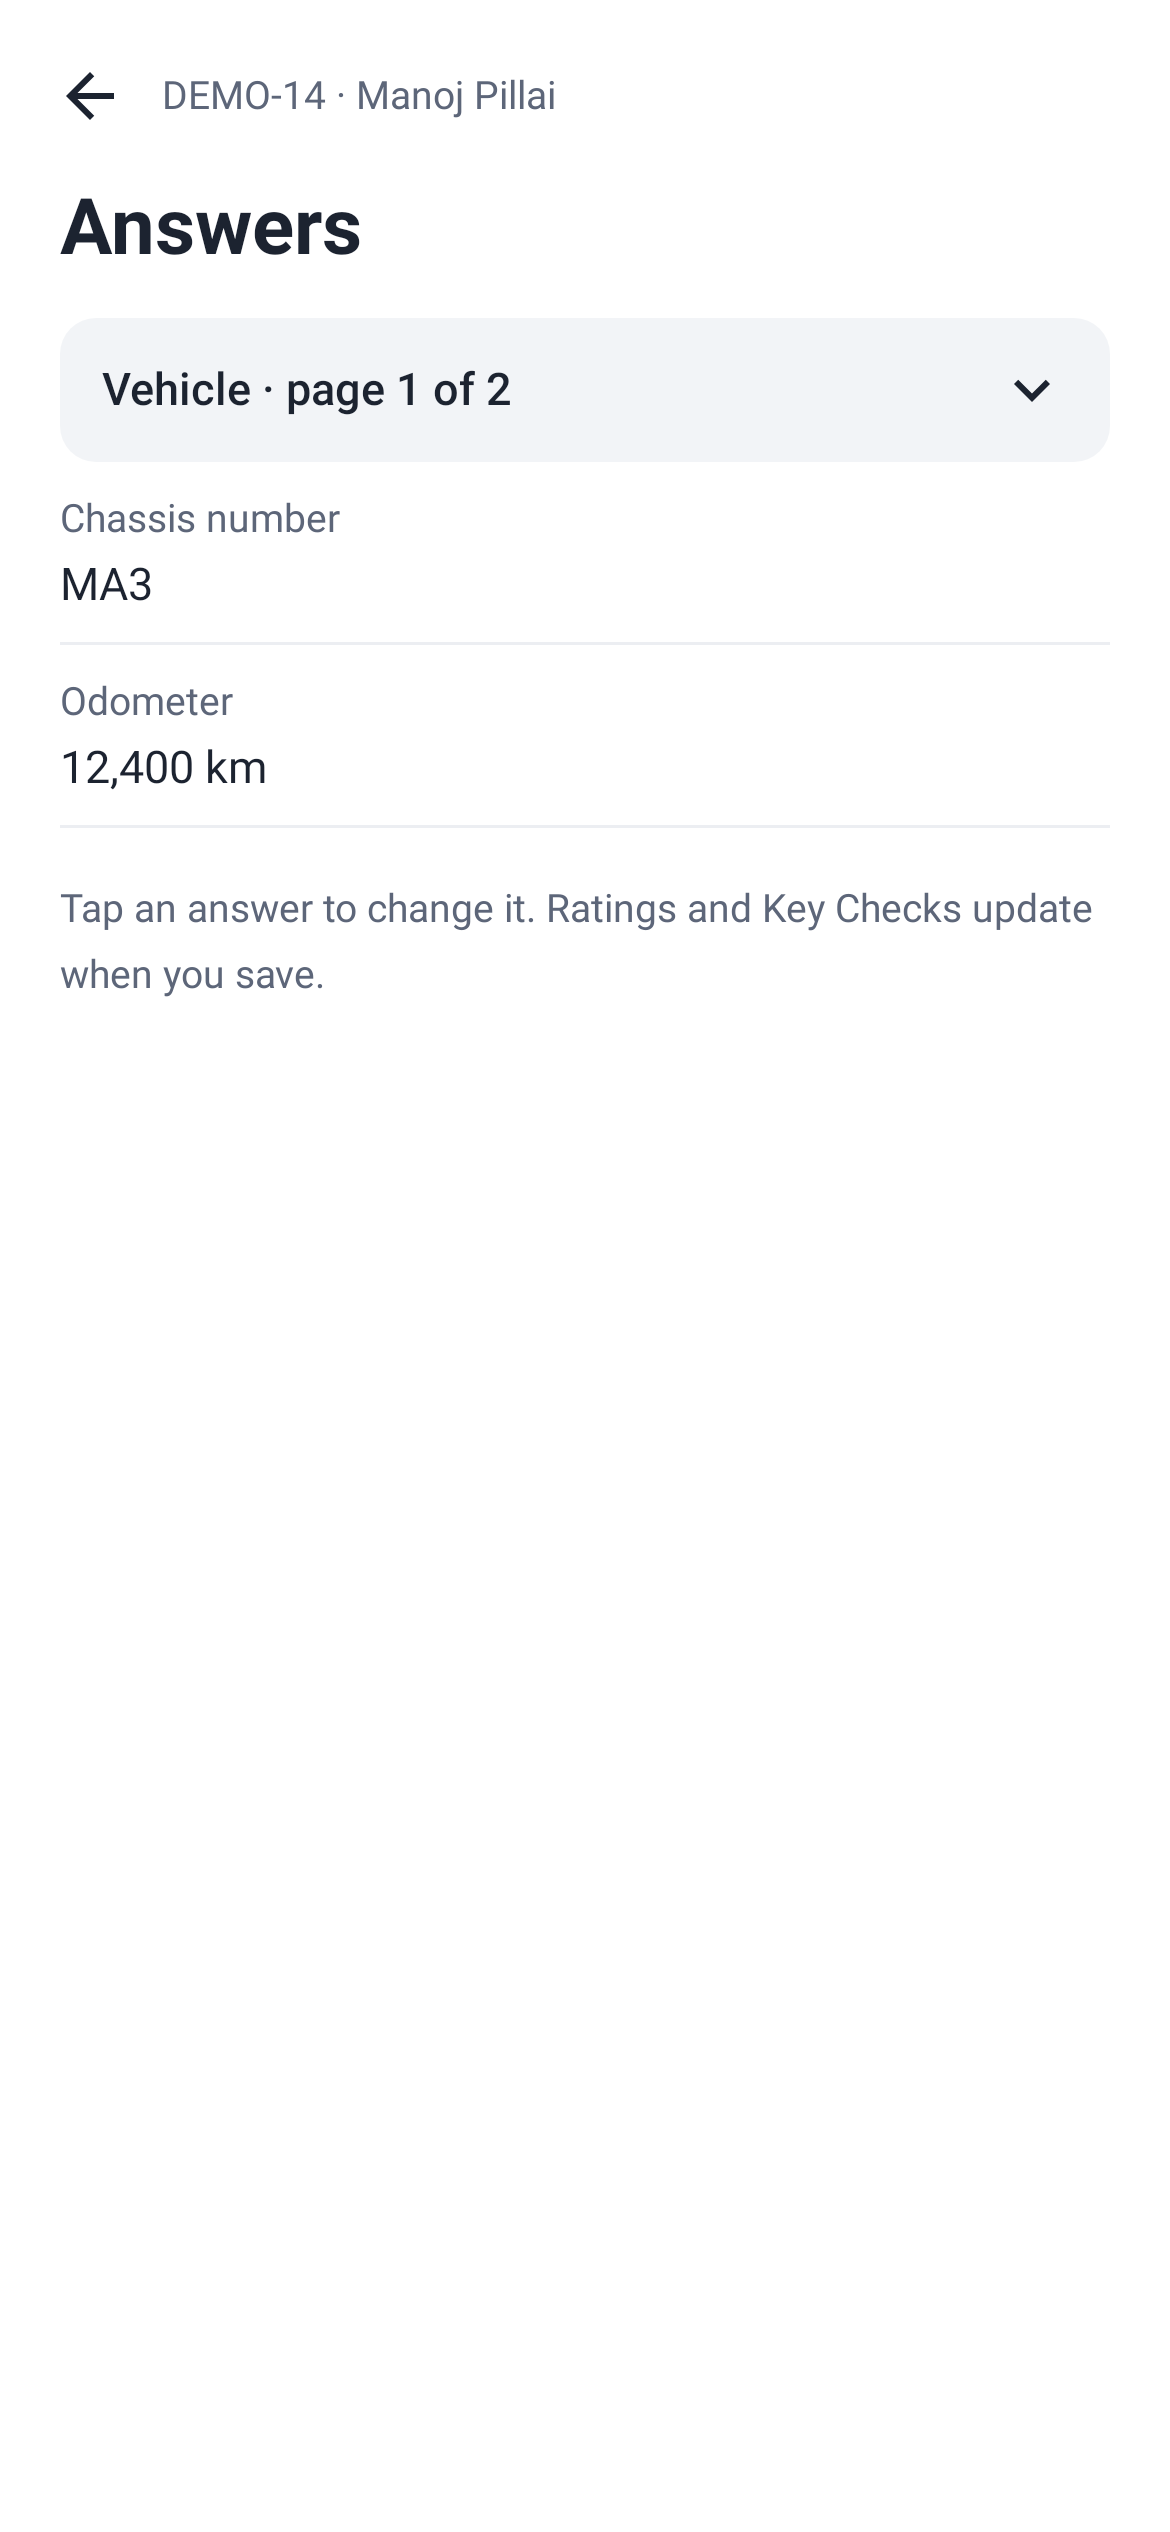 DEMO-14 · Manoj Pillai
Answers
Vehicle · page 1 of 2
Chassis number
MA3
Odometer
12,400 km
Tap an answer to change it. Ratings and Key Checks update
when you save.